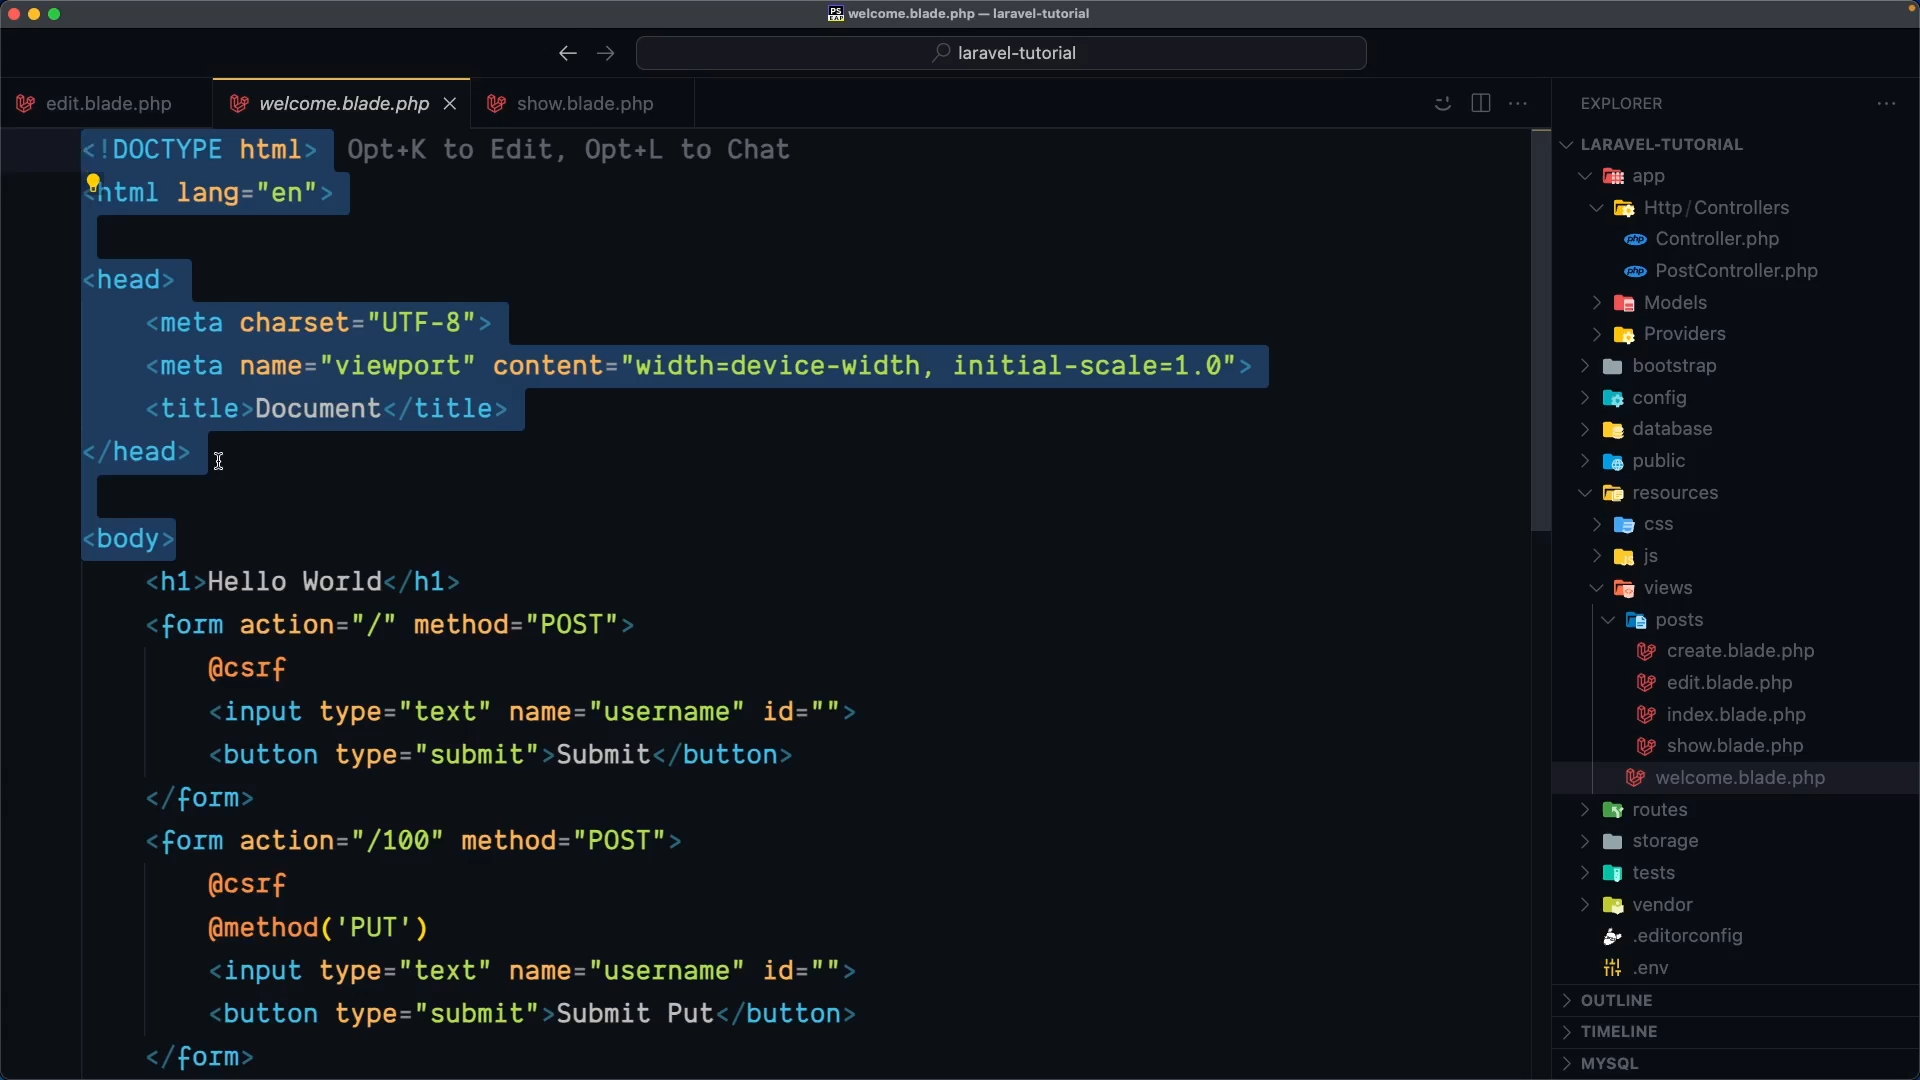 welcome.blade.php — laravel-tutorial
laravel-tutorial
edit.blade.php
welcome.blade.php
show.blade.php
<!DOCTYPE html> Opt+K to Edit, Opt+L to Chat
<html lang="en">
<head>
<meta charset="UTF-8">
<meta name="viewport" content="width=device-width, initial-scale=1.0">
<title>Document</title>
</head>
<body>
<h1>Hello World</h1>
<form action="/" method="POST">
@csrf
<input type="text" name="username" id="">
<button type="submit">Submit</button>
</form>
<form action="/100" method="POST">
@csrf
@method('PUT')
<input type="text" name="username" id="">
<button type="submit">Submit Put</button>
</form>
EXPLORER
LARAVEL-TUTORIAL
app
Http/Controllers
php Controller.php
php PostController.php
Models
Providers
bootstrap
config
database
public
resources
css
js
views
posts
create.blade.php
edit.blade.php
index.blade.php
show.blade.php
welcome.blade.php
routes
storage
tests
vendor
.editorconfig
.env
OUTLINE
TIMELINE
MYSQL